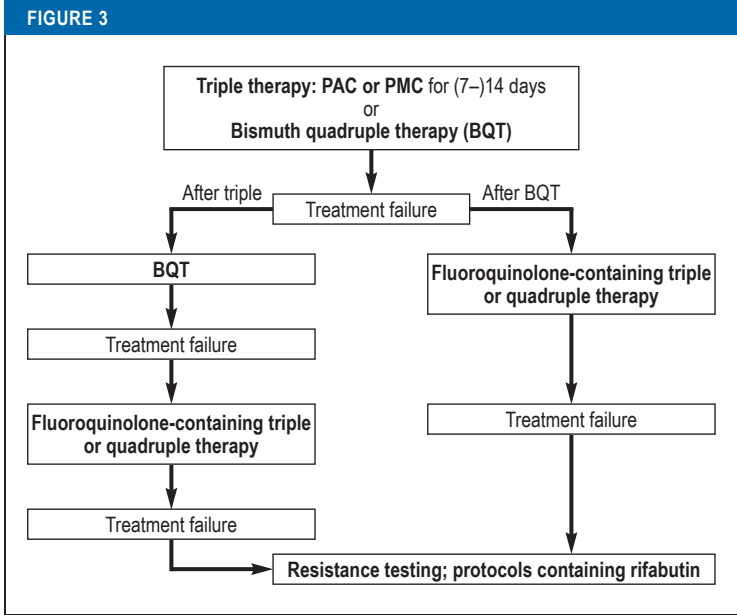 FIGURE 3
Triple therapy: PAC or PMC for (7–)14 days
or
Bismuth quadruple therapy (BQT)
After triple
Treatment failure
After BQT
BQT
Fluoroquinolone-containing triple
or quadruple therapy
Treatment failure
Fluoroquinolone-containing triple
or quadruple therapy
Treatment failure
Treatment failure
Resistance testing; protocols containing rifabutin